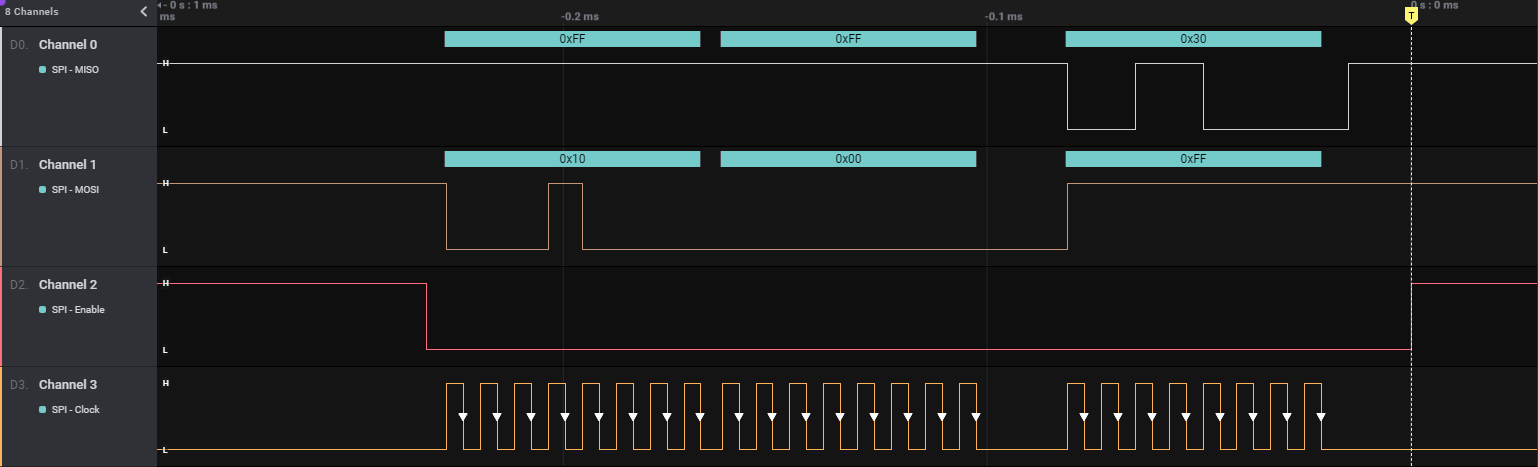 8 Channels
- 0 s : 1 ms
0 s : 0 ms
ms
-0.2 ms
-0.1 ms
T
D0. Channel 0
0xFF 0xFF 0x30
SPI - MISO
H
L
D1. Channel 1
0x10 0x00 0xFF
SPI - MOSI
H
L
D2. Channel 2
SPI - Enable
H
L
D3. Channel 3
SPI - Clock
H
L